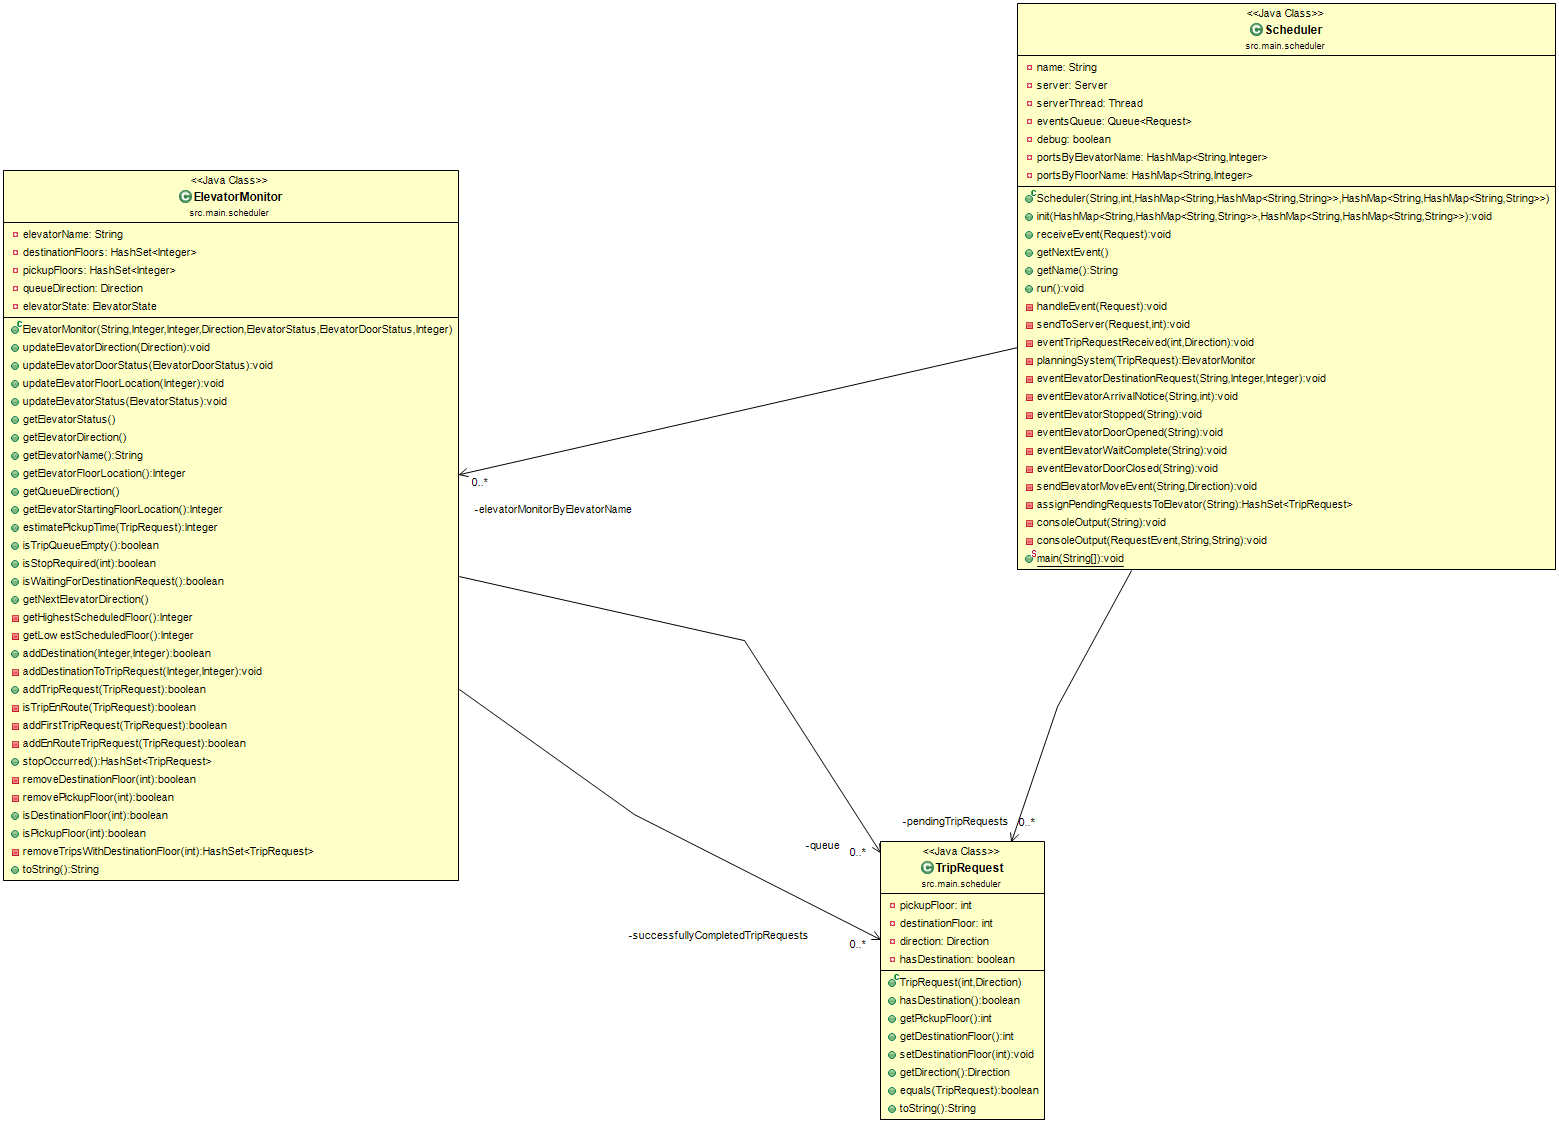 <<Java Class>>
Scheduler
src.main.scheduler
name: String
server: Server
serverThread: Thread
eventsQueue: Queue<Request>
debug: boolean
portsByElevatorName: HashMap<String,Integer>
portsByFloorName: HashMap<String,Integer>
Scheduler(String,int,HashMap<String,HashMap<String,String>>,HashMap<String,HashMap<String,String>>)
init(HashMap<String,HashMap<String,String>>,HashMap<String,HashMap<String,String>>):void
receiveEvent(Request):void
getNextEvent()
getName():String
run():void
handleEvent(Request):void
sendToServer(Request,int):void
eventTripRequestReceived(int,Direction):void
planningSystem(TripRequest):ElevatorMonitor
eventElevatorDestinationRequest(String,Integer,Integer):void
eventElevatorArrivalNotice(String,int):void
eventElevatorStopped(String):void
eventElevatorDoorOpened(String):void
eventElevatorWaitComplete(String):void
eventElevatorDoorClosed(String):void
sendElevatorMoveEvent(String,Direction):void
assignPendingRequestsToElevator(String):HashSet<TripRequest>
consoleOutput(String):void
consoleOutput(RequestEvent,String,String):void
main(String[]):void
<<Java Class>>
ElevatorMonitor
src.main.scheduler
elevatorName: String
destinationFloors: HashSet<Integer>
pickupFloors: HashSet<Integer>
queueDirection: Direction
elevatorState: ElevatorState
ElevatorMonitor(String,Integer,Integer,Direction,ElevatorStatus,ElevatorDoorStatus,Integer)
updateElevatorDirection(Direction):void
updateElevatorDoorStatus(ElevatorDoorStatus):void
updateElevatorFloorLocation(Integer):void
updateElevatorStatus(ElevatorStatus):void
getElevatorStatus()
getElevatorDirection()
getElevatorName():String
getElevatorFloorLocation():Integer
getQueueDirection()
getElevatorStartingFloorLocation():Integer
estimatePickupTime(TripRequest):Integer
isTripQueueEmpty():boolean
isStopRequired(int):boolean
isWaitingForDestinationRequest():boolean
getNextElevatorDirection()
getHighestScheduledFloor():Integer
getLowestScheduledFloor():Integer
addDestination(Integer,Integer):boolean
addDestinationToTripRequest(Integer,Integer):void
addTripRequest(TripRequest):boolean
isTripEnRoute(TripRequest):boolean
addFirstTripRequest(TripRequest):boolean
addEnRouteTripRequest(TripRequest):boolean
stopOccurred():HashSet<TripRequest>
removeDestinationFloor(int):boolean
removePickupFloor(int):boolean
isDestinationFloor(int):boolean
isPickupFloor(int):boolean
removeTripsWithDestinationFloor(int):HashSet<TripRequest>
toString():String
0..*
-elevatorMonitorByElevatorName
-pendingTripRequests 0..*
-queue 0..*
-successfullyCompletedTripRequests 0..*
<<Java Class>>
TripRequest
src.main.scheduler
pickupFloor: int
destinationFloor: int
direction: Direction
hasDestination: boolean
TripRequest(int,Direction)
hasDestination():boolean
getPickupFloor():int
getDestinationFloor():int
setDestinationFloor(int):void
getDirection():Direction
equals(TripRequest):boolean
toString():String